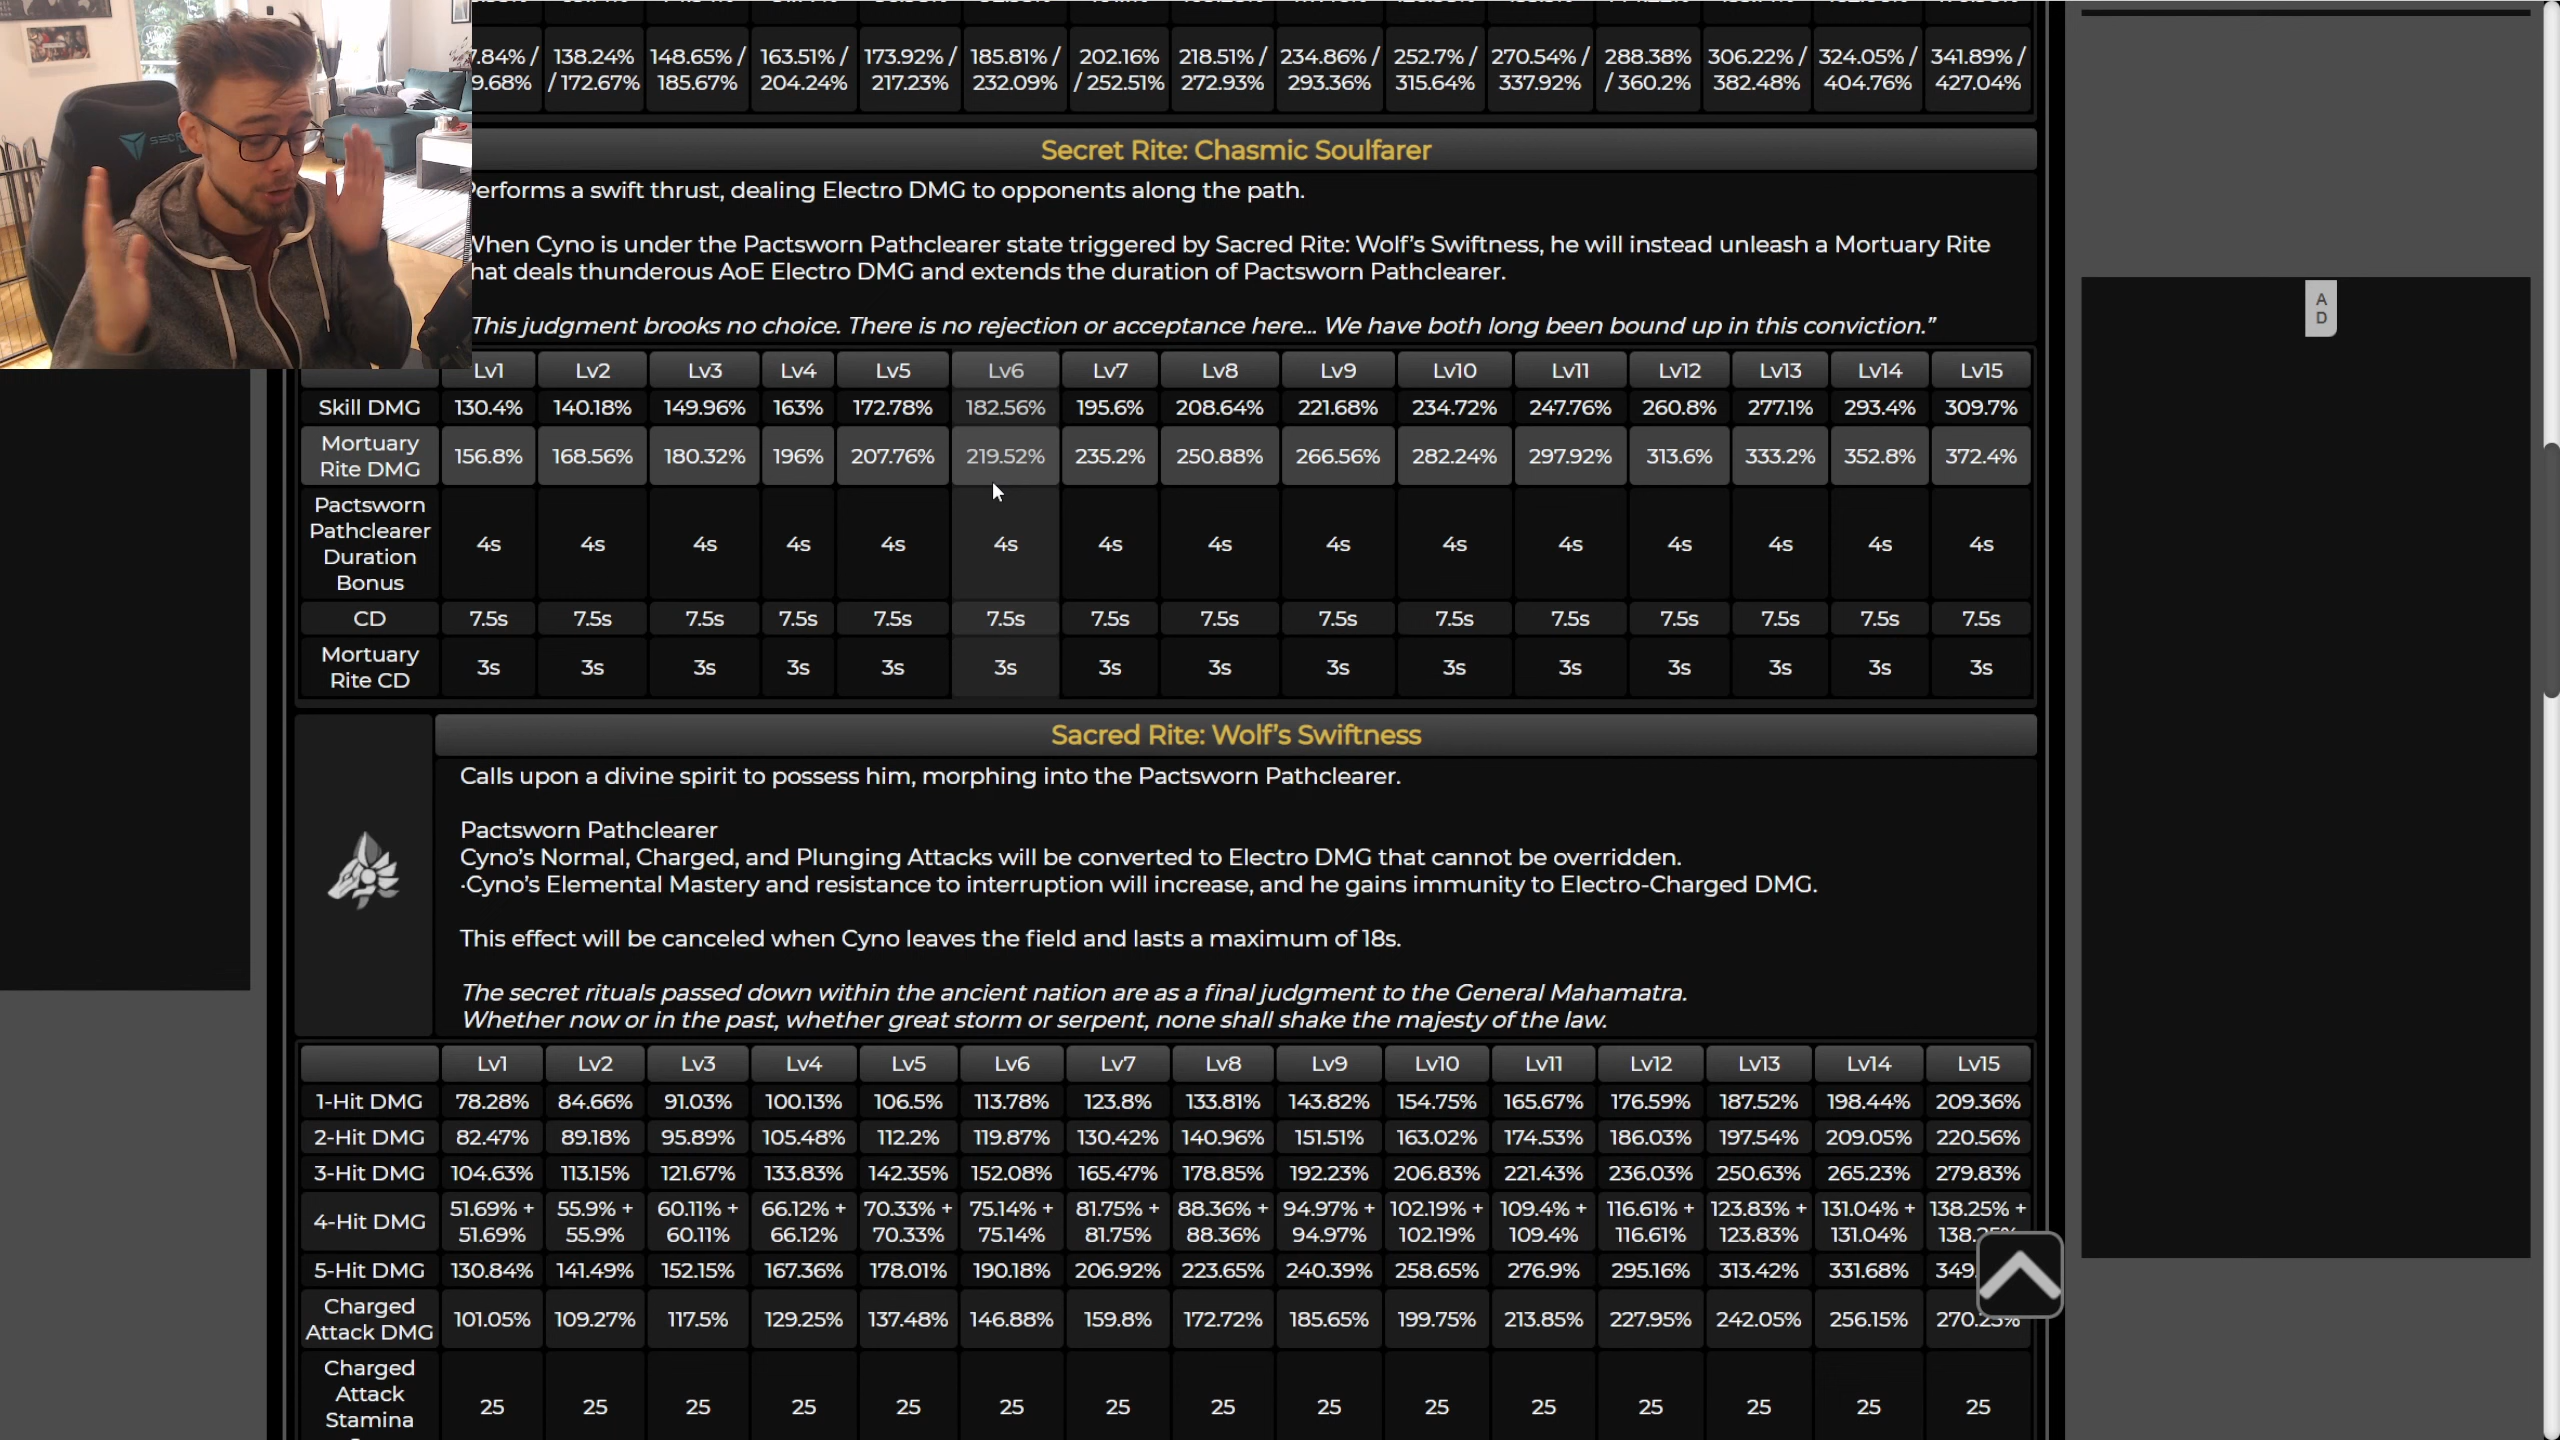 7.84% / 138.24% 148.65% / 163.51% / 173.92% / 185.81% / 202.16% 218.51% / 234.86% / 252.7% / 270.54% / 288.38% 306.22% / 324.05% / 341.89% /
9.68% / 172.67% 185.67% 204.24% 217.23% 232.09% / 252.51% 272.93% 293.36% 315.64% 337.92% / 360.2% 382.48% 404.76% 427.04%
Secret Rite: Chasmic Soulfarer
Performs a swift thrust, dealing Electro DMG to opponents along the path.
When Cyno is under the Pactsworn Pathclearer state triggered by Sacred Rite: Wolf's Swiftness, he will instead unleash a Mortuary Rite
hat deals thunderous AoE Electro DMG and extends the duration of Pactsworn Pathclearer.
This judgment brooks no choice. There is no rejection or acceptance here... We have both long been bound up in this conviction.”
Lv1 Lv2 Lv3 Lv4 Lv5 Lv6 Lv7 Lv8 Lv9 Lv10 Lv11 Lv12 Lv13 Lv14 Lv15
Skill DMG 130.4% 140.18% 149.96% 163% 172.78% 182.56% 195.6% 208.64% 221.68% 234.72% 247.76% 260.8% 277.1% 293.4% 309.7%
Mortuary
Rite DMG 156.8% 168.56% 180.32% 196% 207.76% 219.52% 235.2% 250.88% 266.56% 282.24% 297.92% 313.6% 333.2% 352.8% 372.4%
Pactsworn
Pathclearer
Duration
Bonus 4s 4s 4s 4s 4s 4s 4s 4s 4s 4s 4s 4s 4s 4s 4s
CD 7.5s 7.5s 7.5s 7.5s 7.5s 7.5s 7.5s 7.5s 7.5s 7.5s 7.5s 7.5s 7.5s 7.5s 7.5s
Mortuary
Rite CD 3s 3s 3s 3s 3s 3s 3s 3s 3s 3s 3s 3s 3s 3s 3s
Sacred Rite: Wolf's Swiftness
Calls upon a divine spirit to possess him, morphing into the Pactsworn Pathclearer.
Pactsworn Pathclearer
Cyno's Normal, Charged, and Plunging Attacks will be converted to Electro DMG that cannot be overridden.
·Cyno's Elemental Mastery and resistance to interruption will increase, and he gains immunity to Electro-Charged DMG.
This effect will be canceled when Cyno leaves the field and lasts a maximum of 18s.
The secret rituals passed down within the ancient nation are as a final judgment to the General Mahamatra.
Whether now or in the past, whether great storm or serpent, none shall shake the majesty of the law.
Lv1 Lv2 Lv3 Lv4 Lv5 Lv6 Lv7 Lv8 Lv9 Lv10 Lv11 Lv12 Lv13 Lv14 Lv15
1-Hit DMG 78.28% 84.66% 91.03% 100.13% 106.5% 113.78% 123.8% 133.81% 143.82% 154.75% 165.67% 176.59% 187.52% 198.44% 209.36%
2-Hit DMG 82.47% 89.18% 95.89% 105.48% 112.2% 119.87% 130.42% 140.96% 151.51% 163.02% 174.53% 186.03% 197.54% 209.05% 220.56%
3-Hit DMG 104.63% 113.15% 121.67% 133.83% 142.35% 152.08% 165.47% 178.85% 192.23% 206.83% 221.43% 236.03% 250.63% 265.23% 279.83%
4-Hit DMG 51.69% + 55.9% + 60.11% + 66.12% + 70.33% + 75.14% + 81.75% + 88.36% + 94.97% + 102.19% + 109.4% + 116.61% + 123.83% + 131.04% + 138.25% +
51.69% 55.9% 60.11% 66.12% 70.33% 75.14% 81.75% 88.36% 94.97% 102.19% 109.4% 116.61% 123.83% 131.04% 138.25%
5-Hit DMG 130.84% 141.49% 152.15% 167.36% 178.01% 190.18% 206.92% 223.65% 240.39% 258.65% 276.9% 295.16% 313.42% 331.68% 349.
Charged
Attack DMG 101.05% 109.27% 117.5% 129.25% 137.48% 146.88% 159.8% 172.72% 185.65% 199.75% 213.85% 227.95% 242.05% 256.15% 270.25%
Charged
Attack
Stamina 25 25 25 25 25 25 25 25 25 25 25 25 25 25 25
A
D